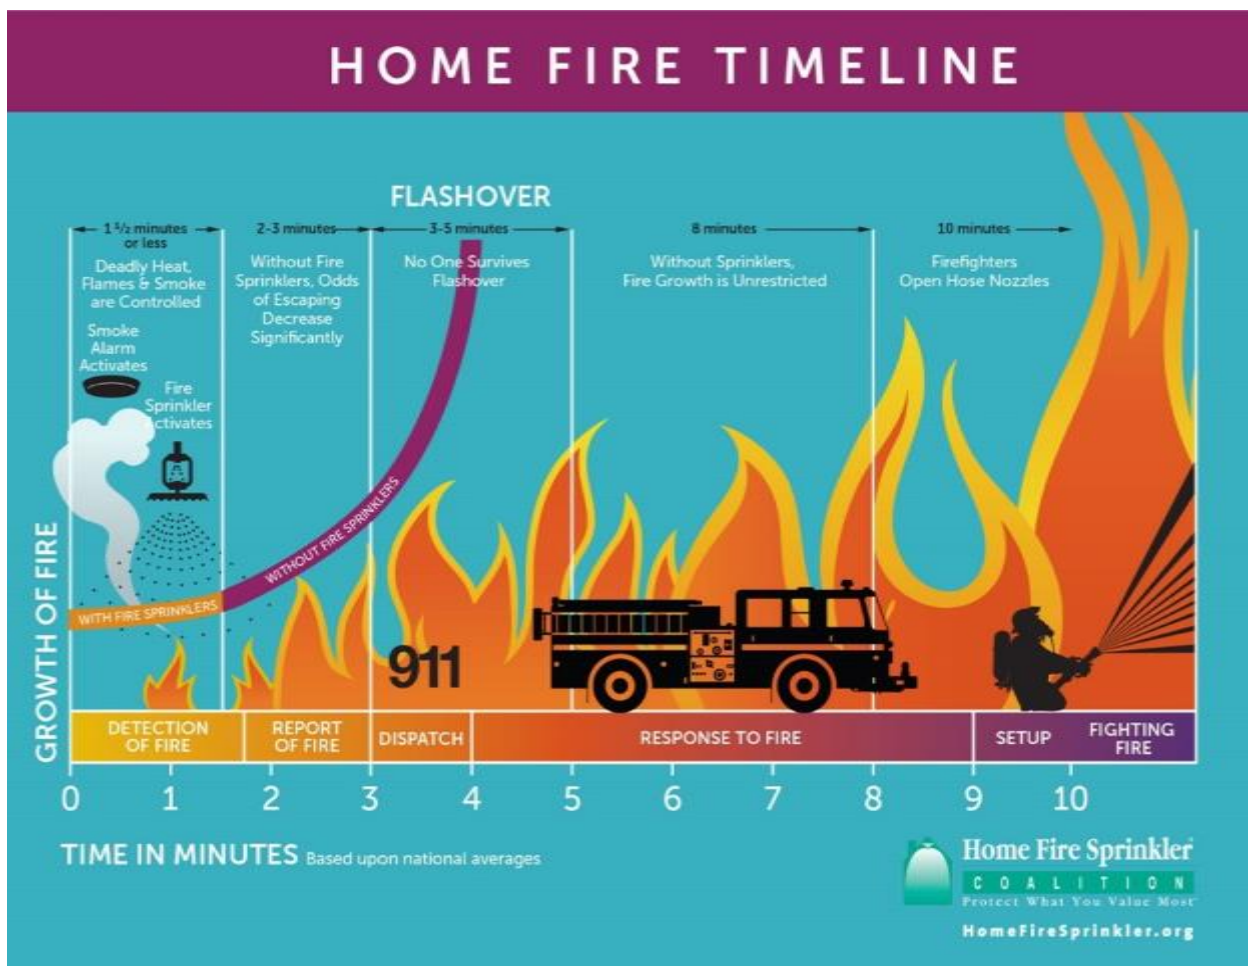 HOME FIRE TIMELINE
FLASHOVER
1 1/2 minutes
or less
Deadly Heat,
Flames & Smoke
are Controlled
Smoke
Alarm
Activates
Fire
Sprinkler
Activates
2-3 minutes
Without Fire
Sprinklers, Odds
of Escaping
Decrease
Significantly
3-5 minutes
No One Survives
Flashover
8 minutes
Without Sprinklers,
Fire Growth is Unrestricted
10 minutes
Firefighters
Open Hose Nozzles
GROWTH OF FIRE
WITH FIRE SPRINKLERS
WITHOUT FIRE SPRINKLERS
911
DETECTION
OF FIRE
REPORT
OF FIRE
DISPATCH
RESPONSE TO FIRE
SETUP
FIGHTING
FIRE
0 1 2 3 4 5 6 7 8 9 10
TIME IN MINUTES Based upon national averages
Home Fire Sprinkler
COALITION
Protect What You Value Most
HomeFireSprinkler.org